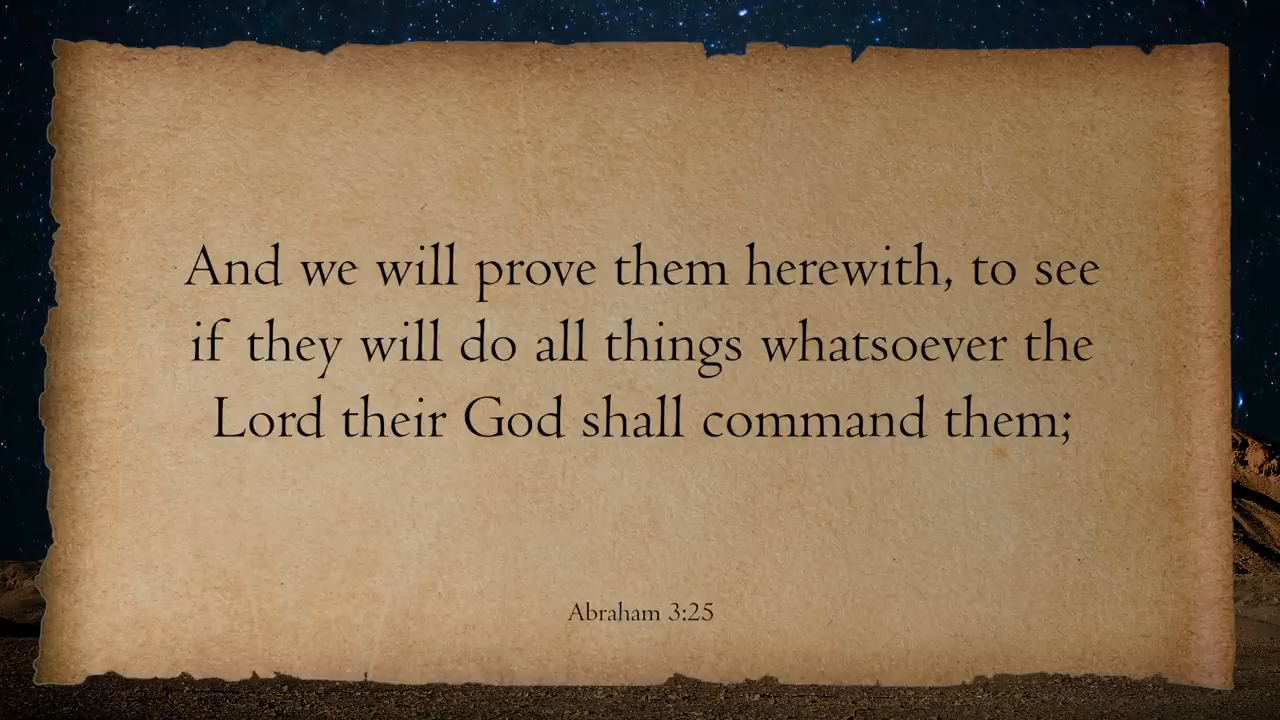 And we will prove them herewith, to see
if they will do all things whatsoever the
Lord their God shall command them;
Abraham 3:25